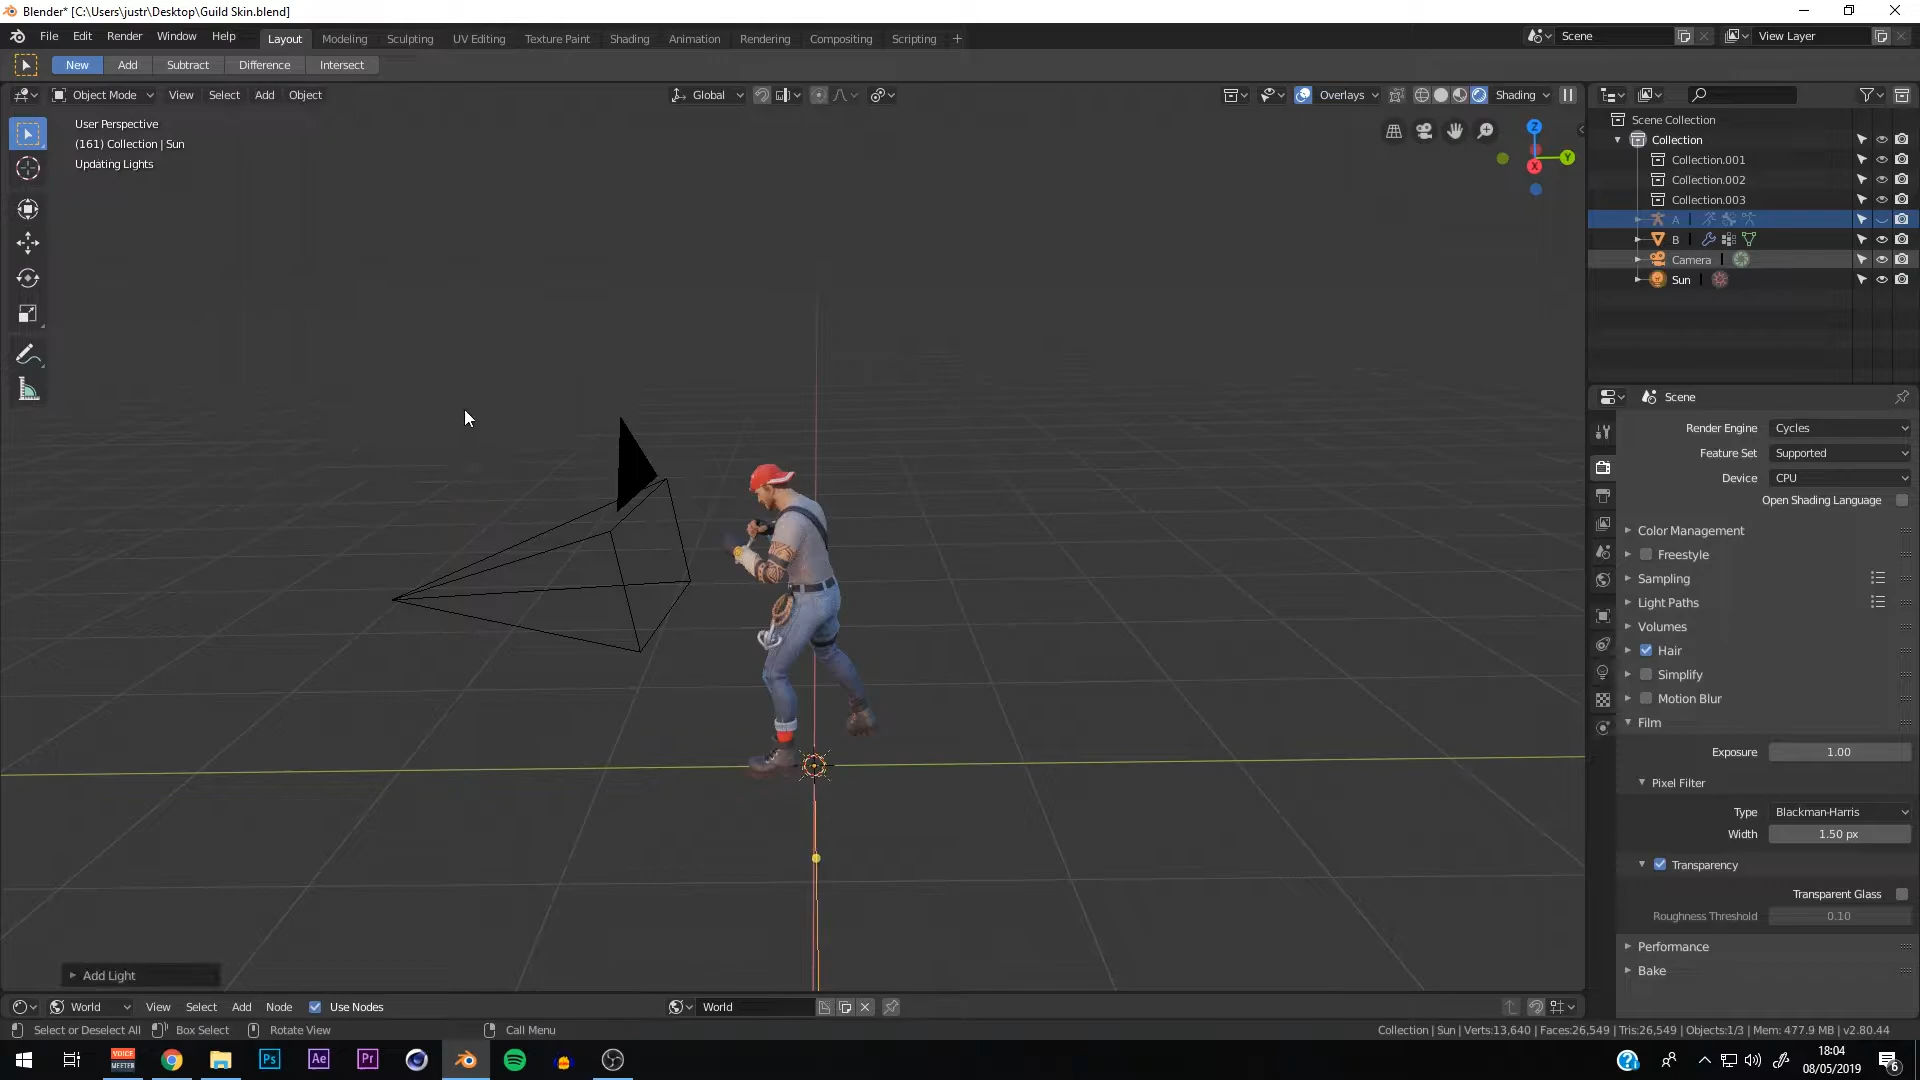 Blender* [C:\Users\justr\Desktop\Guild Skin.blend]
File Edit Render Window Help Layout Modeling Sculpting UV Editing Texture Paint Shading Animation Rendering Compositing Scripting + Scene View Layer
New Add Subtract Difference Intersect
Object Mode View Select Add Object Global Overlays Shading
User Perspective
(161) Collection | Sun
Updating Lights
Z
Y
X
Scene Collection
Collection
Collection.001
Collection.002
Collection.003
A
B
Camera
Sun
Scene
Render Engine Cycles
Feature Set Supported
Device CPU
Open Shading Language
Color Management
Freestyle
Sampling
Light Paths
Volumes
Hair
Simplify
Motion Blur
Film
Exposure 1.00
Pixel Filter
Type Blackman-Harris
Width 1.50 px
Transparency
Transparent Glass
Roughness Threshold 0.10
Performance
Bake
Add Light
World View Select Add Node Use Nodes World
Select or Deselect All Box Select Rotate View Call Menu Collection | Sun | Verts:13,640 | Faces:26,549 | Tris:26,549 | Objects:1/3 | Mem: 477.9 MB | v2.80.44
VOICE MEETER Ps Ae Pr
18:04
08/05/2019
6